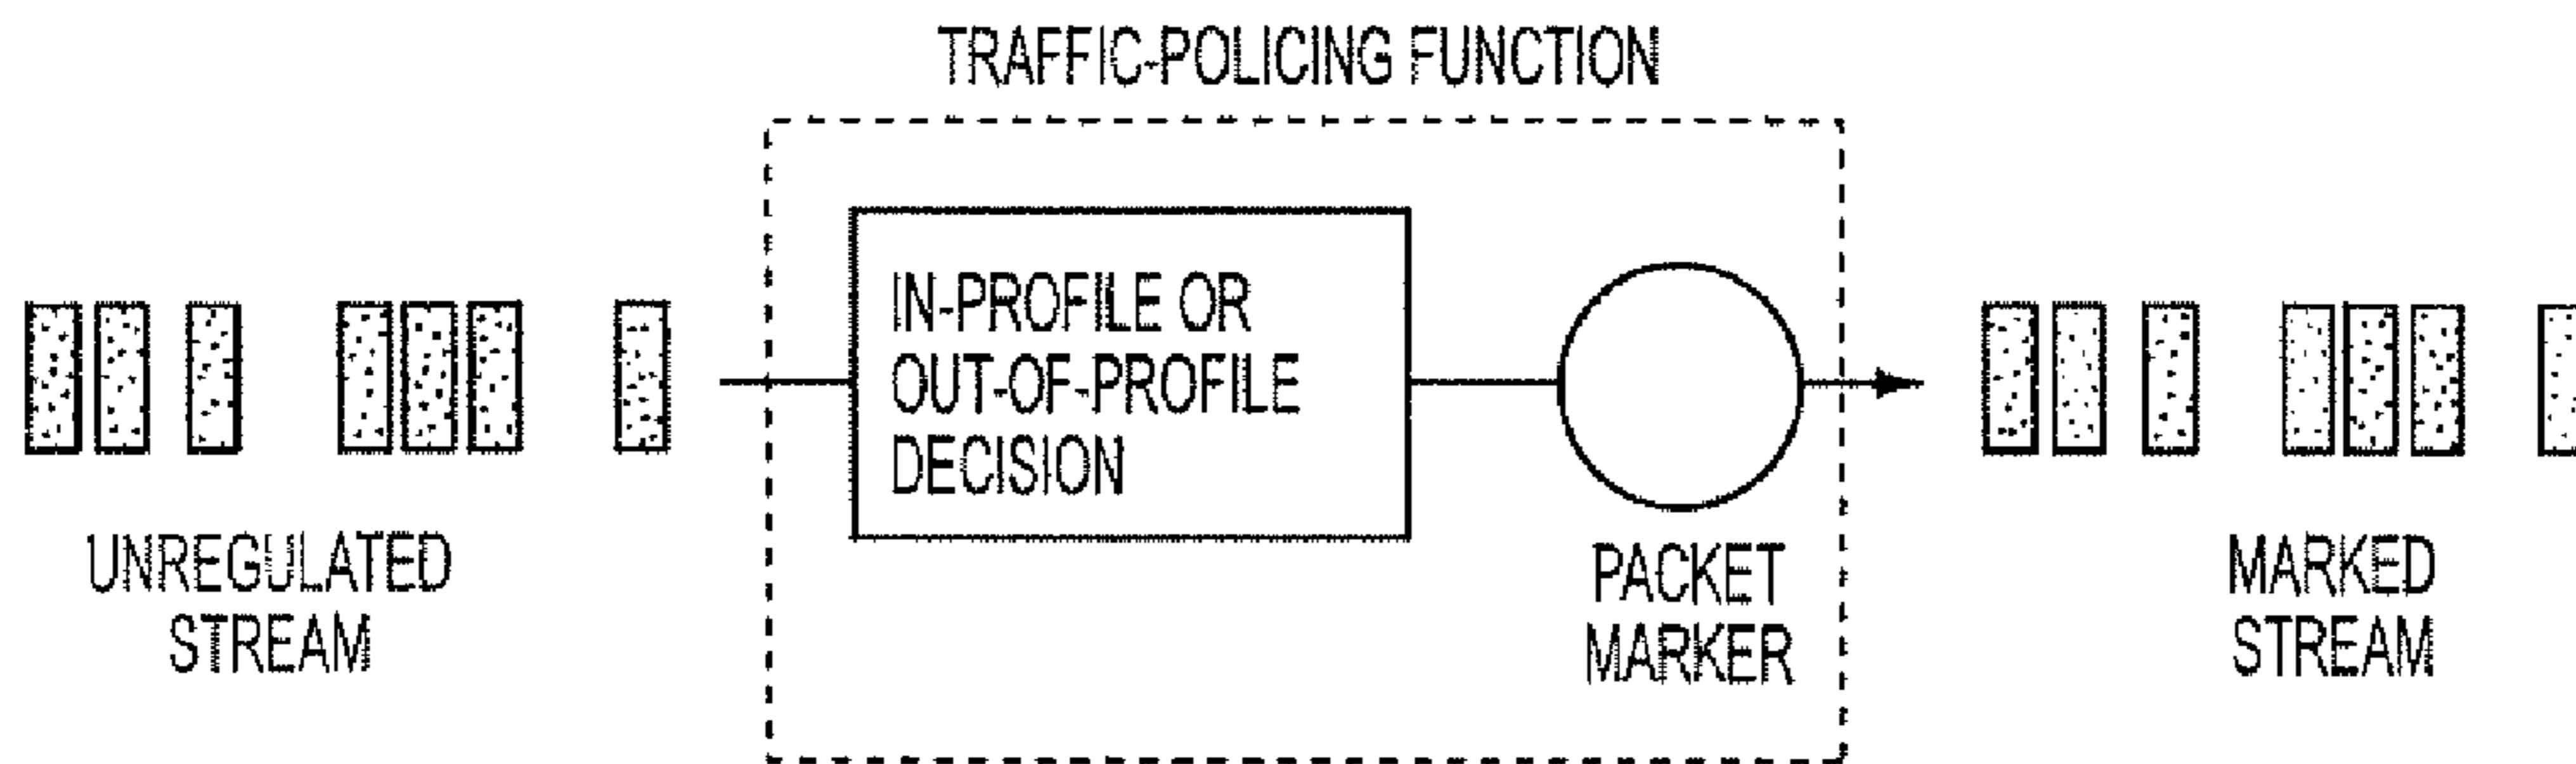 TRAFFIC-POLICING FUNCTION
IN-PROFILE OR
OUT-OF-PROFILE
DECISION
UNREGULATED
STREAM
PACKET
MARKER
MARKED
STREAM